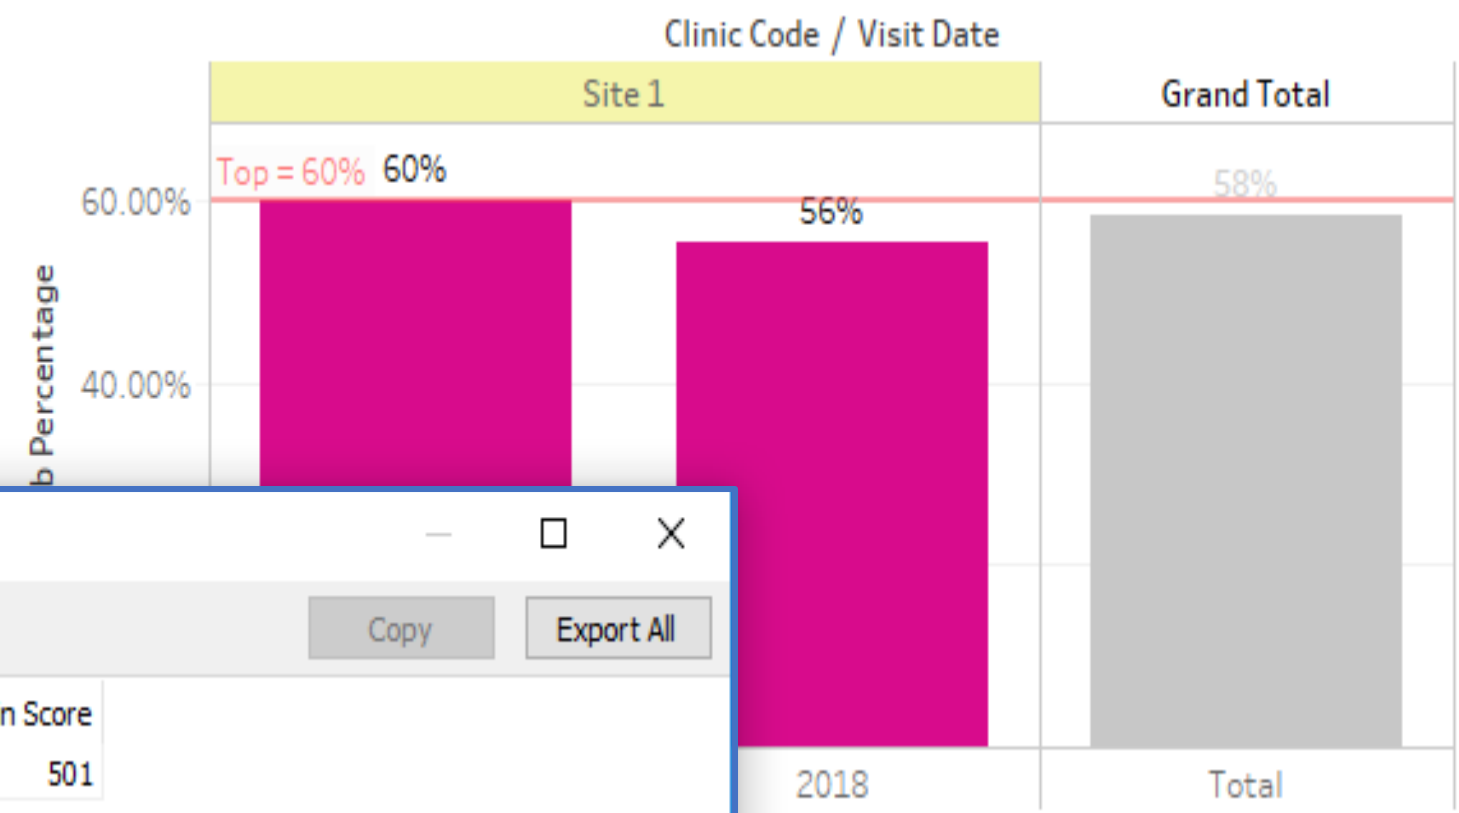 Clinic Code / Visit Date
Site 1
Grand Total
Top = 60%
60%
56%
58%
60.00%
40.00%
b Percentage
Copy
Export All
n Score
501
2018
Total